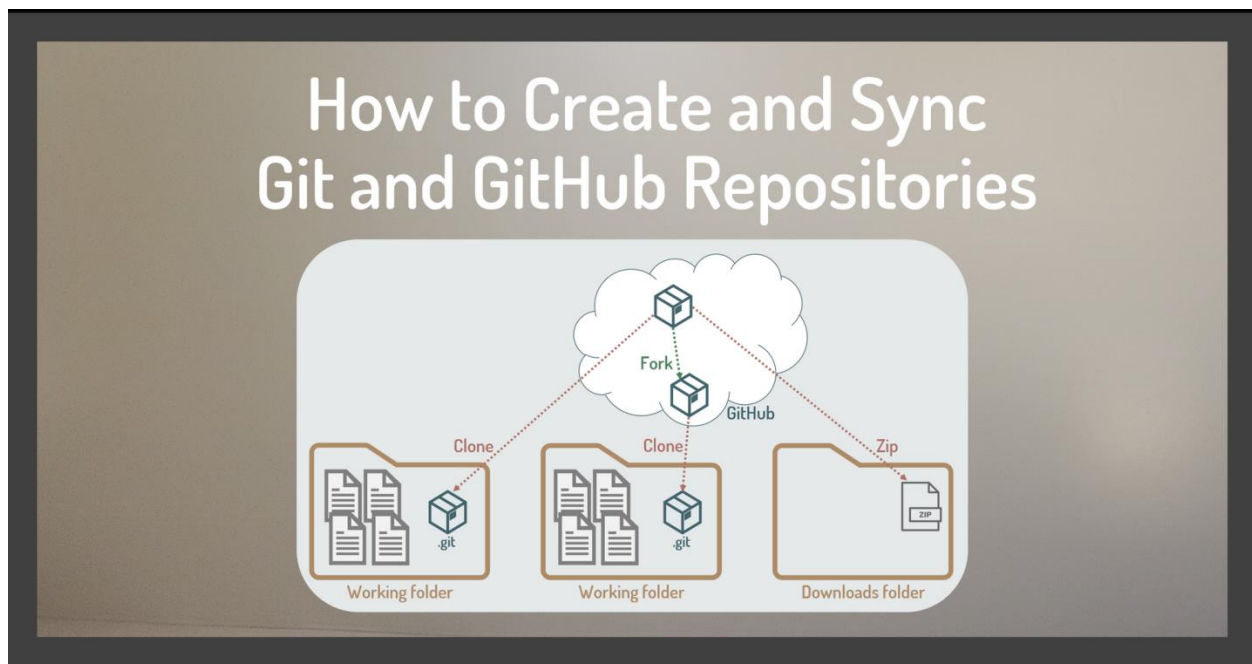 How to Create and Sync
Git and GitHub Repositories
Fork
GitHub
Clone
Clone
Zip
.git
.git
ZIP
Working folder
Working folder
Downloads folder